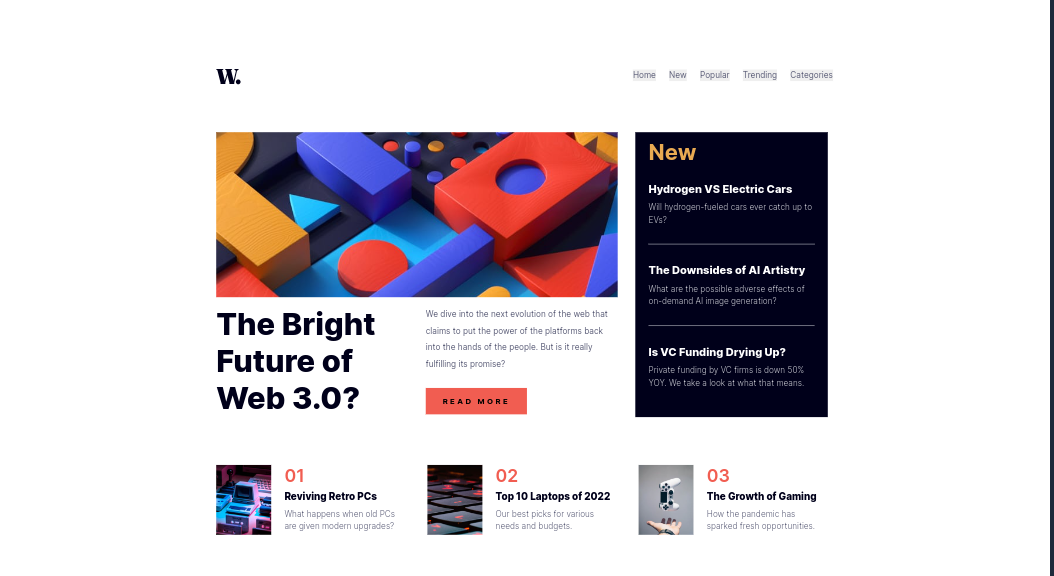 W.
Home New Popular Trending Categories
The Bright
Future of
Web 3.0?
We dive into the next evolution of the web that
claims to put the power of the platforms back
into the hands of the people. But is it really
fulfilling its promise?
READ MORE
New
Hydrogen VS Electric Cars
Will hydrogen-fueled cars ever catch up to
EVs?
The Downsides of AI Artistry
What are the possible adverse effects of
on-demand AI image generation?
Is VC Funding Drying Up?
Private funding by VC firms is down 50%
YOY. We take a look at what that means.
01
Reviving Retro PCs
What happens when old PCs
are given modern upgrades?
02
Top 10 Laptops of 2022
Our best picks for various
needs and budgets.
03
The Growth of Gaming
How the pandemic has
sparked fresh opportunities.